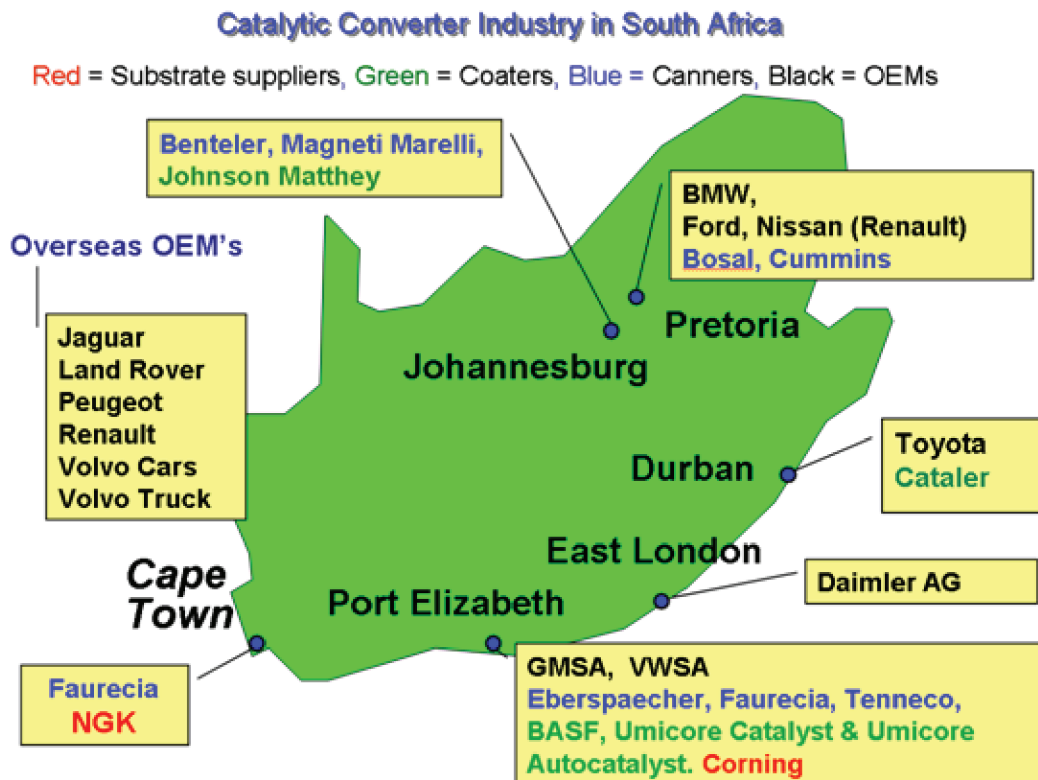 Catalytic Converter Industry in South Africa
Red = Substrate suppliers, Green = Coaters, Blue = Canners, Black = OEMs
Benteler, Magneti Marelli,
Johnson Matthey
BMW,
Ford, Nissan (Renault)
Bosal, Cummins
Overseas OEM's
Jaguar
Land Rover
Peugeot
Renault
Volvo Cars
Volvo Truck
Pretoria
Johannesburg
Durban
Toyota
Cataler
East London
Daimler AG
Cape
Town
Port Elizabeth
Faurecia
NGK
GMSA, VWSA
Eberspaecher, Faurecia, Tenneco,
BASF, Umicore Catalyst & Umicore
Autocatalyst. Corning